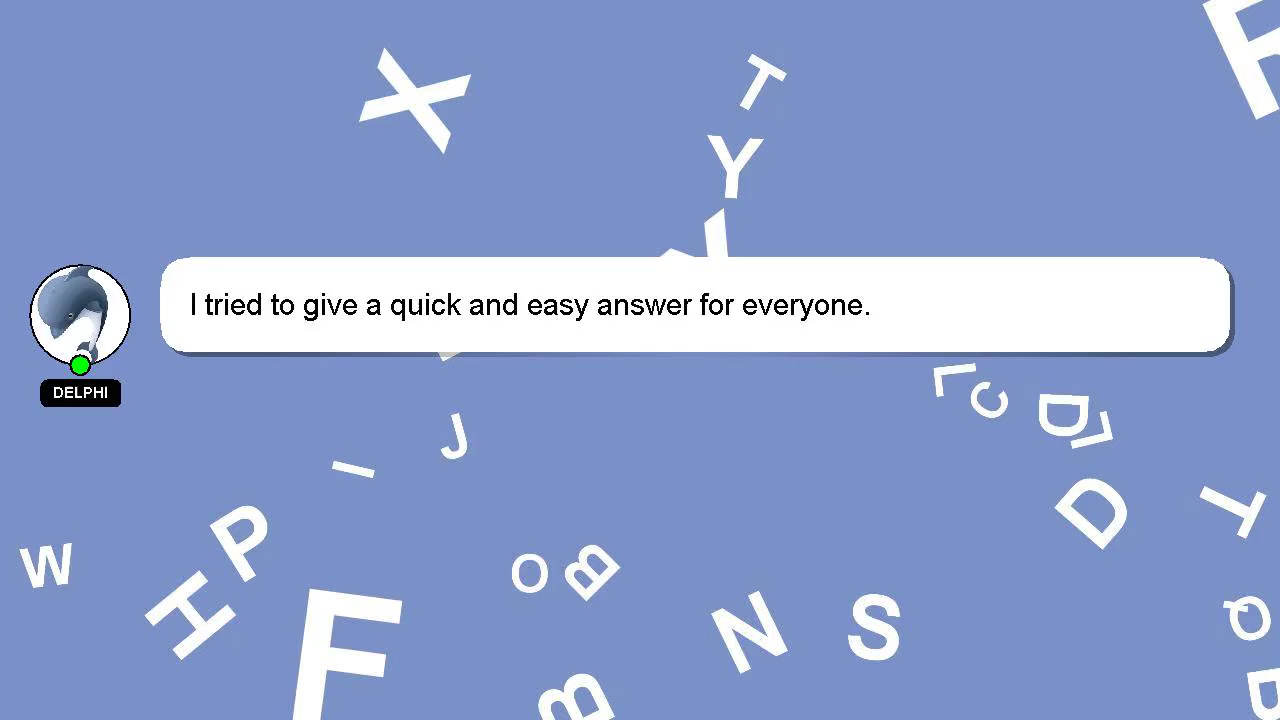 X
T
Y
F
I tried to give a quick and easy answer for everyone.
DELPHI
L
C
D
L
J
I
D
T
P
W
H
O
B
F
N
S
Q
B
B